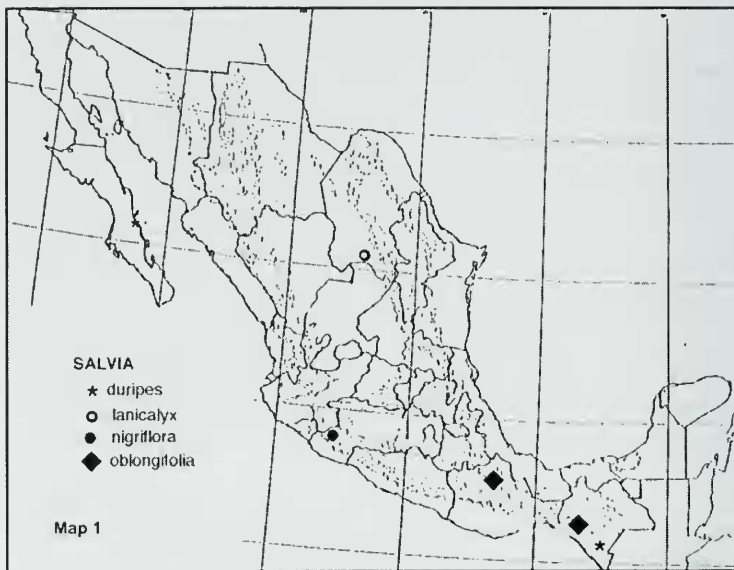 SALVIA
★ duripes
○ lanicalyx
● nigriflora
◆ oblongifolia
Map 1